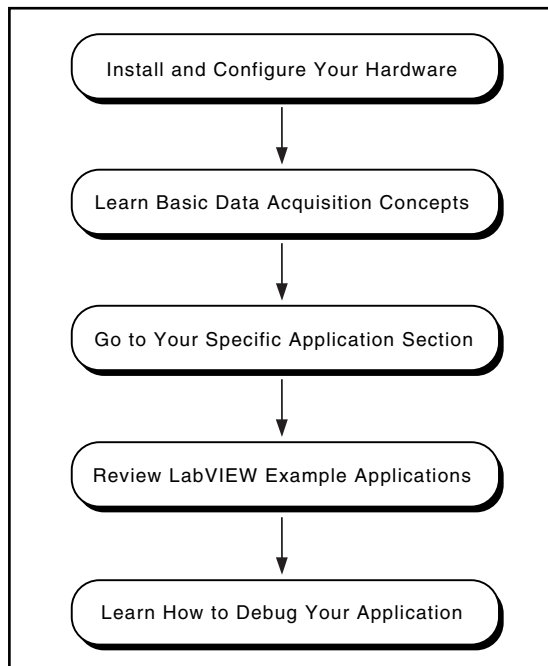 Install and Configure Your Hardware
Learn Basic Data Acquisition Concepts
Go to Your Specific Application Section
Review LabVIEW Example Applications
Learn How to Debug Your Application